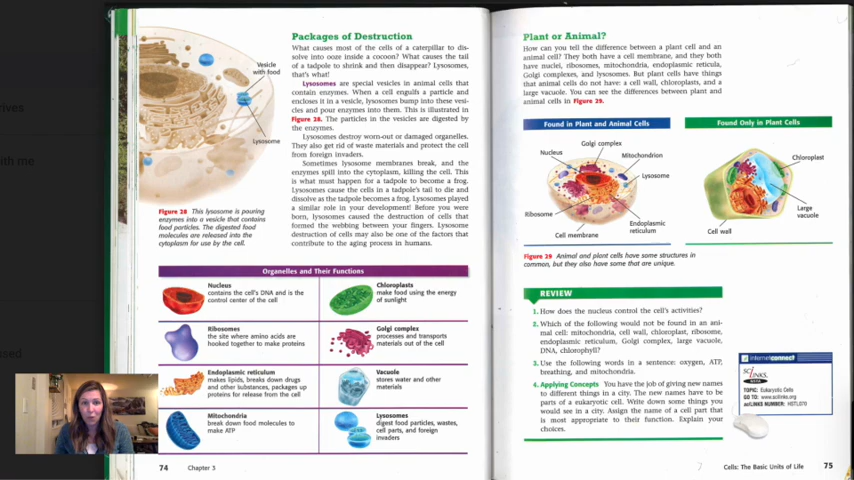 rives
with me
used
Vesicle
with food
Lysosome
Figure 28 This lysosome is pouring
enzymes into a vesicle that contains
food particles. The digested food
molecules are released into the
cytoplasm for use by the cell.
Packages of Destruction
What causes most of the cells of a caterpillar to dis-
solve into ooze inside a cocoon? What causes the tail
of a tadpole to shrink and then disappear? Lysosomes,
that's what!
Lysosomes are special vesicles in animal cells that
contain enzymes. When a cell engulfs a particle and
encloses it in a vesicle, lysosomes bump into these vesi-
cles and pour enzymes into them. This is illustrated in
Figure 28. The particles in the vesicles are digested by
the enzymes.
Lysosomes destroy worn-out or damaged organelles.
They also get rid of waste materials and protect the cell
from foreign invaders.
Sometimes lysosome membranes break, and the
enzymes spill into the cytoplasm, killing the cell. This
is what must happen for a tadpole to become a frog.
Lysosomes cause the cells in a tadpole's tail to die and
dissolve as the tadpole becomes a frog. Lysosomes played
a similar role in your development! Before you were
born, lysosomes caused the destruction of cells that
formed the webbing between your fingers. Lysosome
destruction of cells may also be one of the factors that
contribute to the aging process in humans.
Organelles and Their Functions
Nucleus
contains the cell's DNA and is the
control center of the cell
Chloroplasts
make food using the energy
of sunlight
Ribosomes
the site where amino acids are
hooked together to make proteins
Golgi complex
processes and transports
materials out of the cell
Endoplasmic reticulum
makes lipids, breaks down drugs
and other substances, packages up
proteins for release from the cell
Vacuole
stores water and other
materials
Mitochondria
break down food molecules to
make ATP
Lysosomes
digest food particles, wastes,
cell parts, and foreign
invaders
74 Chapter 3
Plant or Animal?
How can you tell the difference between a plant cell and an
animal cell? They both have a cell membrane, and they both
have nuclei, ribosomes, mitochondria, endoplasmic reticula,
Golgi complexes, and lysosomes. But plant cells have things
that animal cells do not have: a cell wall, chloroplasts, and a
large vacuole. You can see the differences between plant and
animal cells in Figure 29.
Found in Plant and Animal Cells
Nucleus
Golgi complex
Mitochondrion
Lysosome
Ribosome
Endoplasmic
reticulum
Cell membrane
Found Only in Plant Cells
Chloroplast
Large
vacuole
Cell wall
Figure 29 Animal and plant cells have some structures in
common, but they also have some that are unique.
REVIEW
1. How does the nucleus control the cell's activities?
2. Which of the following would not be found in an ani-
mal cell: mitochondria, cell wall, chloroplast, ribosome,
endoplasmic reticulum, Golgi complex, large vacuole,
DNA, chlorophyll?
3. Use the following words in a sentence: oxygen, ATP,
breathing, and mitochondria.
4. Applying Concepts You have the job of giving new names
to different things in a city. The new names have to be
parts of a eukaryotic cell. Write down some things you
would see in a city. Assign the name of a cell part that
is most appropriate to their function. Explain your
choices.
internetconnect
SCI
LINKS.
NSTA
TOPIC: Eukaryotic Cells
GO TO: www.scilinks.org
sciLINKS NUMBER: HSTL070
Cells: The Basic Units of Life 75